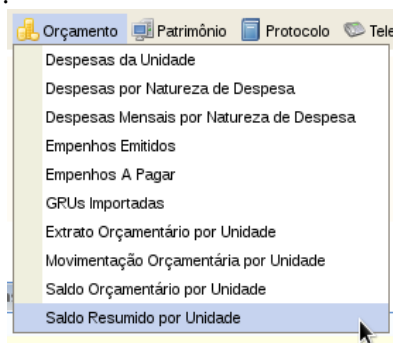 Orçamento Patrimônio Protocolo Tele
Despesas da Unidade
Despesas por Natureza de Despesa
Despesas Mensais por Natureza de Despesa
Empenhos Emitidos
Empenhos A Pagar
GRUs Importadas
Extrato Orçamentário por Unidade
Movimentação Orçamentária por Unidade
Saldo Orçamentário por Unidade
Saldo Resumido por Unidade